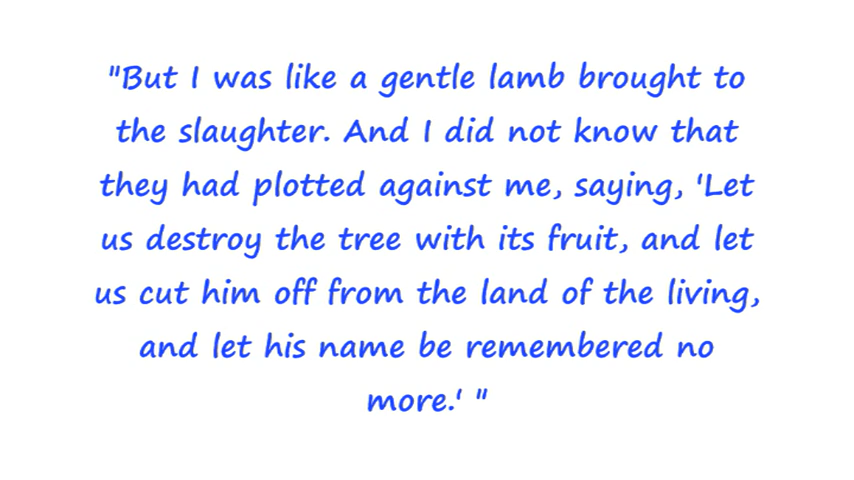 "But I was like a gentle lamb brought to
the slaughter. And I did not know that
they had plotted against me, saying, 'Let
us destroy the tree with its fruit, and let
us cut him off from the land of the living,
and let his name be remembered no
more.' "